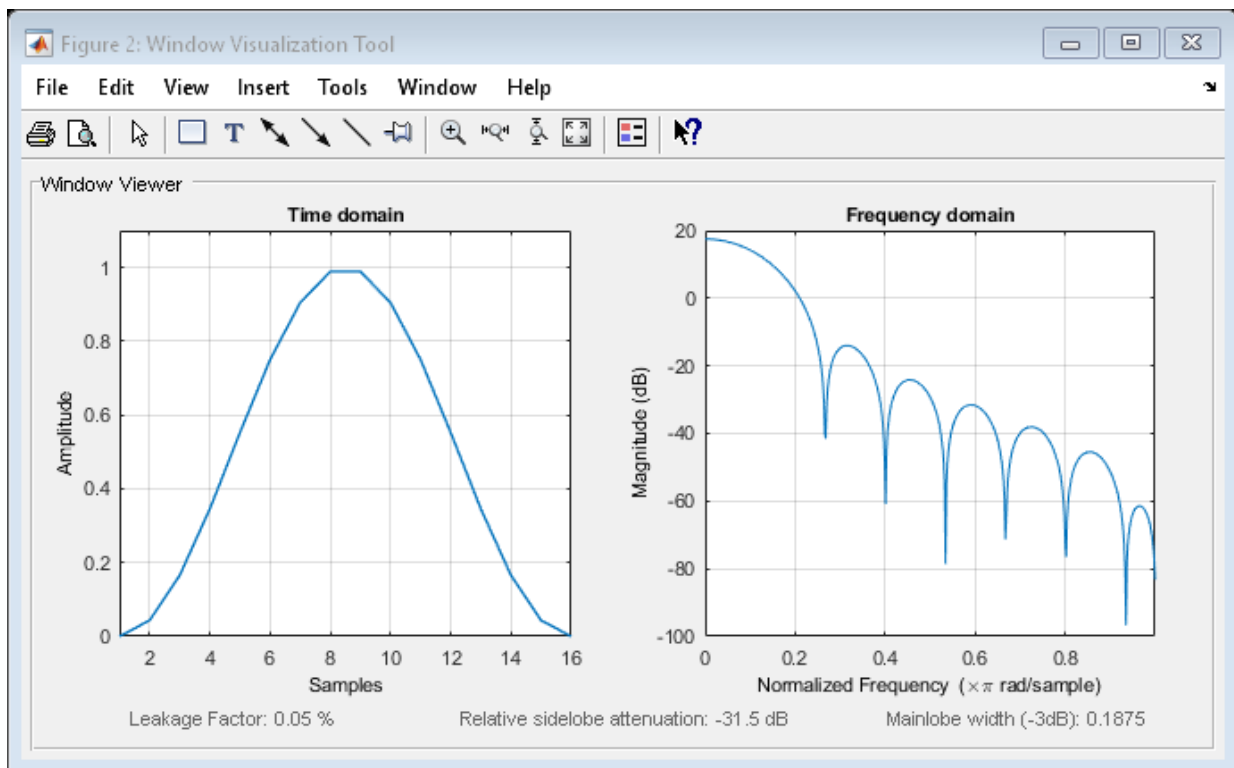 Figure 2: Window Visualization Tool
File Edit View Insert Tools Window Help
T
?
Window Viewer
Time domain
1
0.8
0.6
0.4
0.2
0
Amplitude
2 4 6 8 10 12 14 16
Samples
Frequency domain
20
0
-20
-40
-60
-80
-100
Magnitude (dB)
0 0.2 0.4 0.6 0.8
Normalized Frequency (×π rad/sample)
Leakage Factor: 0.05 %
Relative sidelobe attenuation: -31.5 dB
Mainlobe width (-3dB): 0.1875